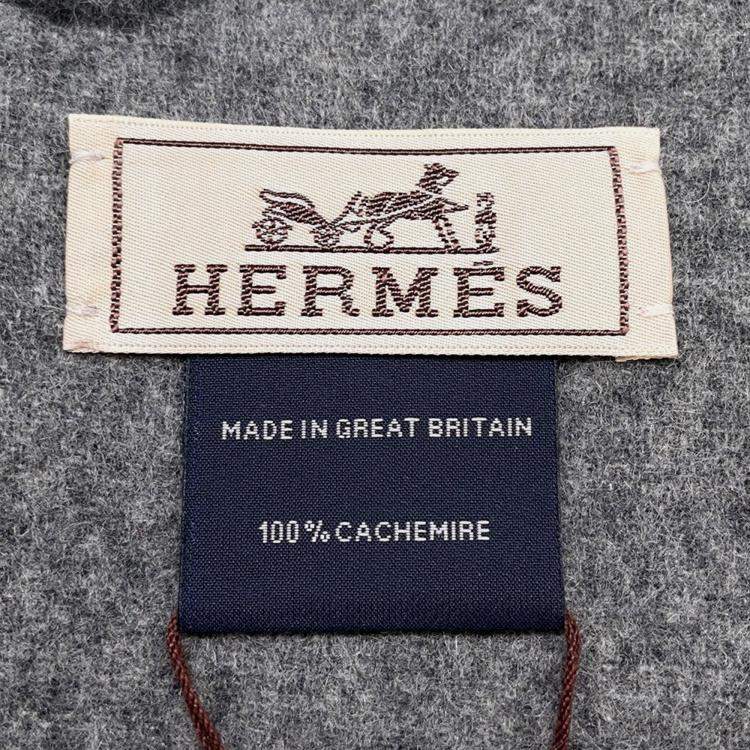 HERMÈS
MADE IN GREAT BRITAIN
100% CACHEMIRE